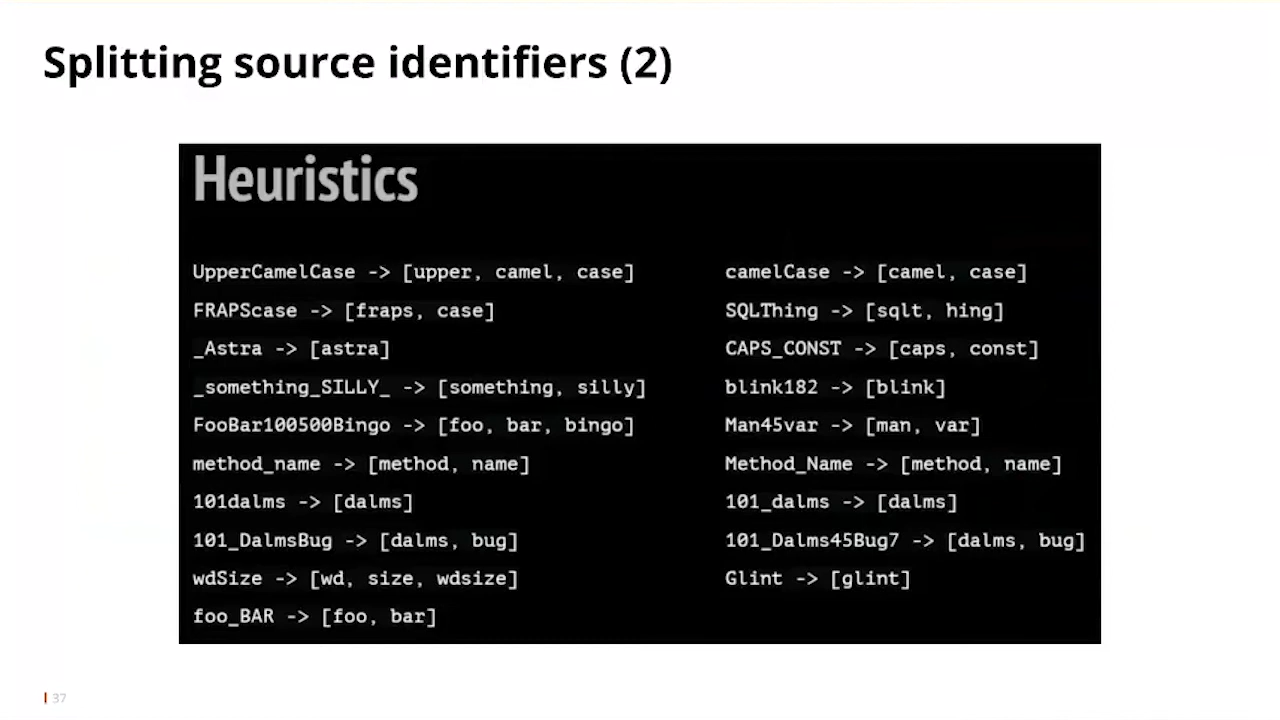 Splitting source identifiers (2)
Heuristics
UpperCamelCase -> [upper, camel, case]
FRAPScase -> [fraps, case]
_Astra -> [astra]
_something_SILLY_ -> [something, silly]
FooBar100500Bingo -> [foo, bar, bingo]
method_name -> [method, name]
101dalms -> [dalms]
101_DalmsBug -> [dalms, bug]
wdSize -> [wd, size, wdsize]
foo_BAR -> [foo, bar]
camelCase -> [camel, case]
SQLThing -> [sqlt, hing]
CAPS_CONST -> [caps, const]
blink182 -> [blink]
Man45var -> [man, var]
Method_Name -> [method, name]
101_dalms -> [dalms]
101_Dalms45Bug7 -> [dalms, bug]
Glint -> [glint]
37